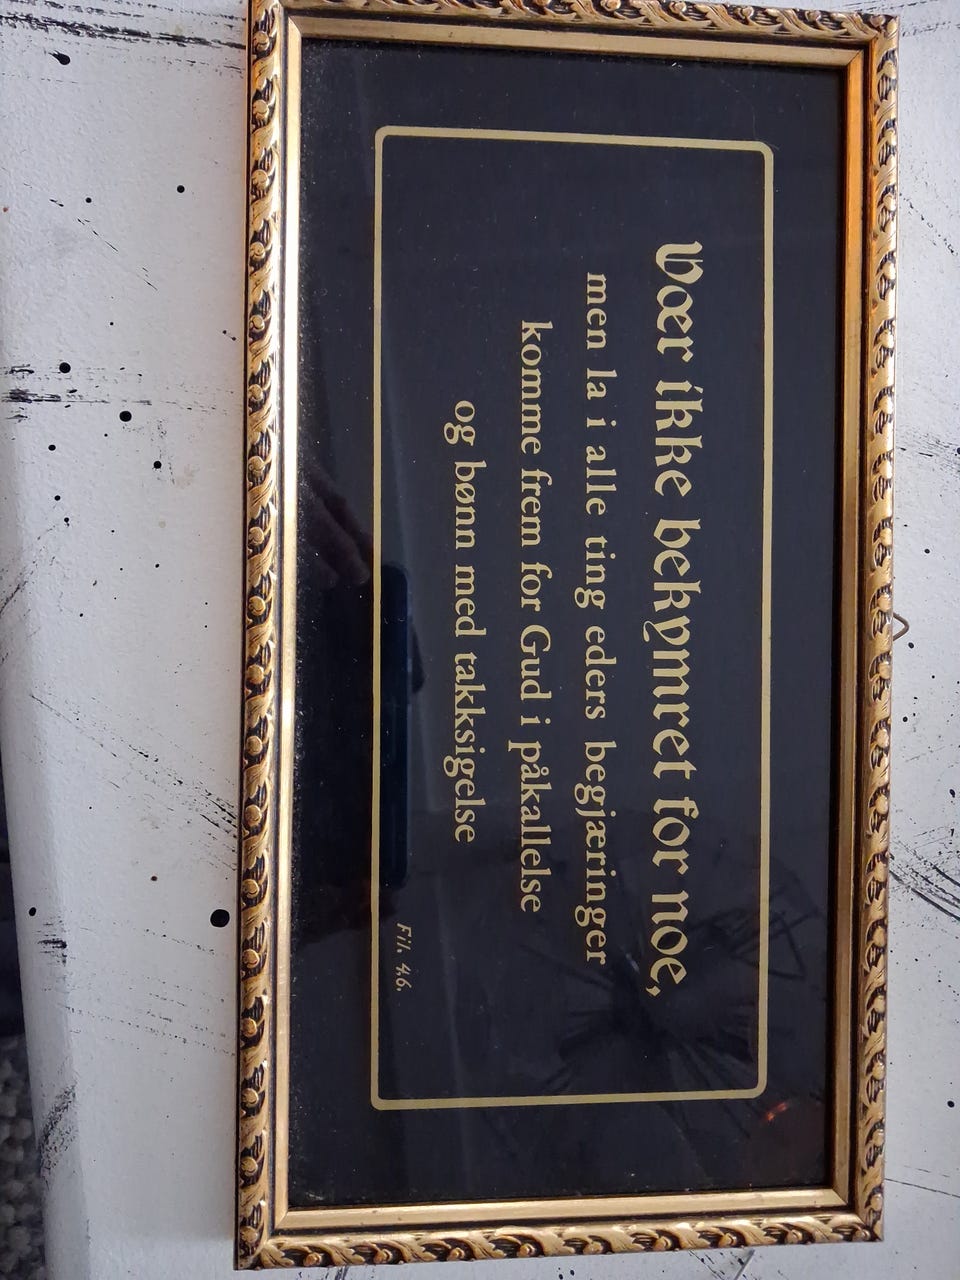 Vær ikke bekymret for noe,
men la i alle ting eders begjæringer
komme frem for Gud i påkallelse
og bønn med takksigelse
Fil. 4,6.